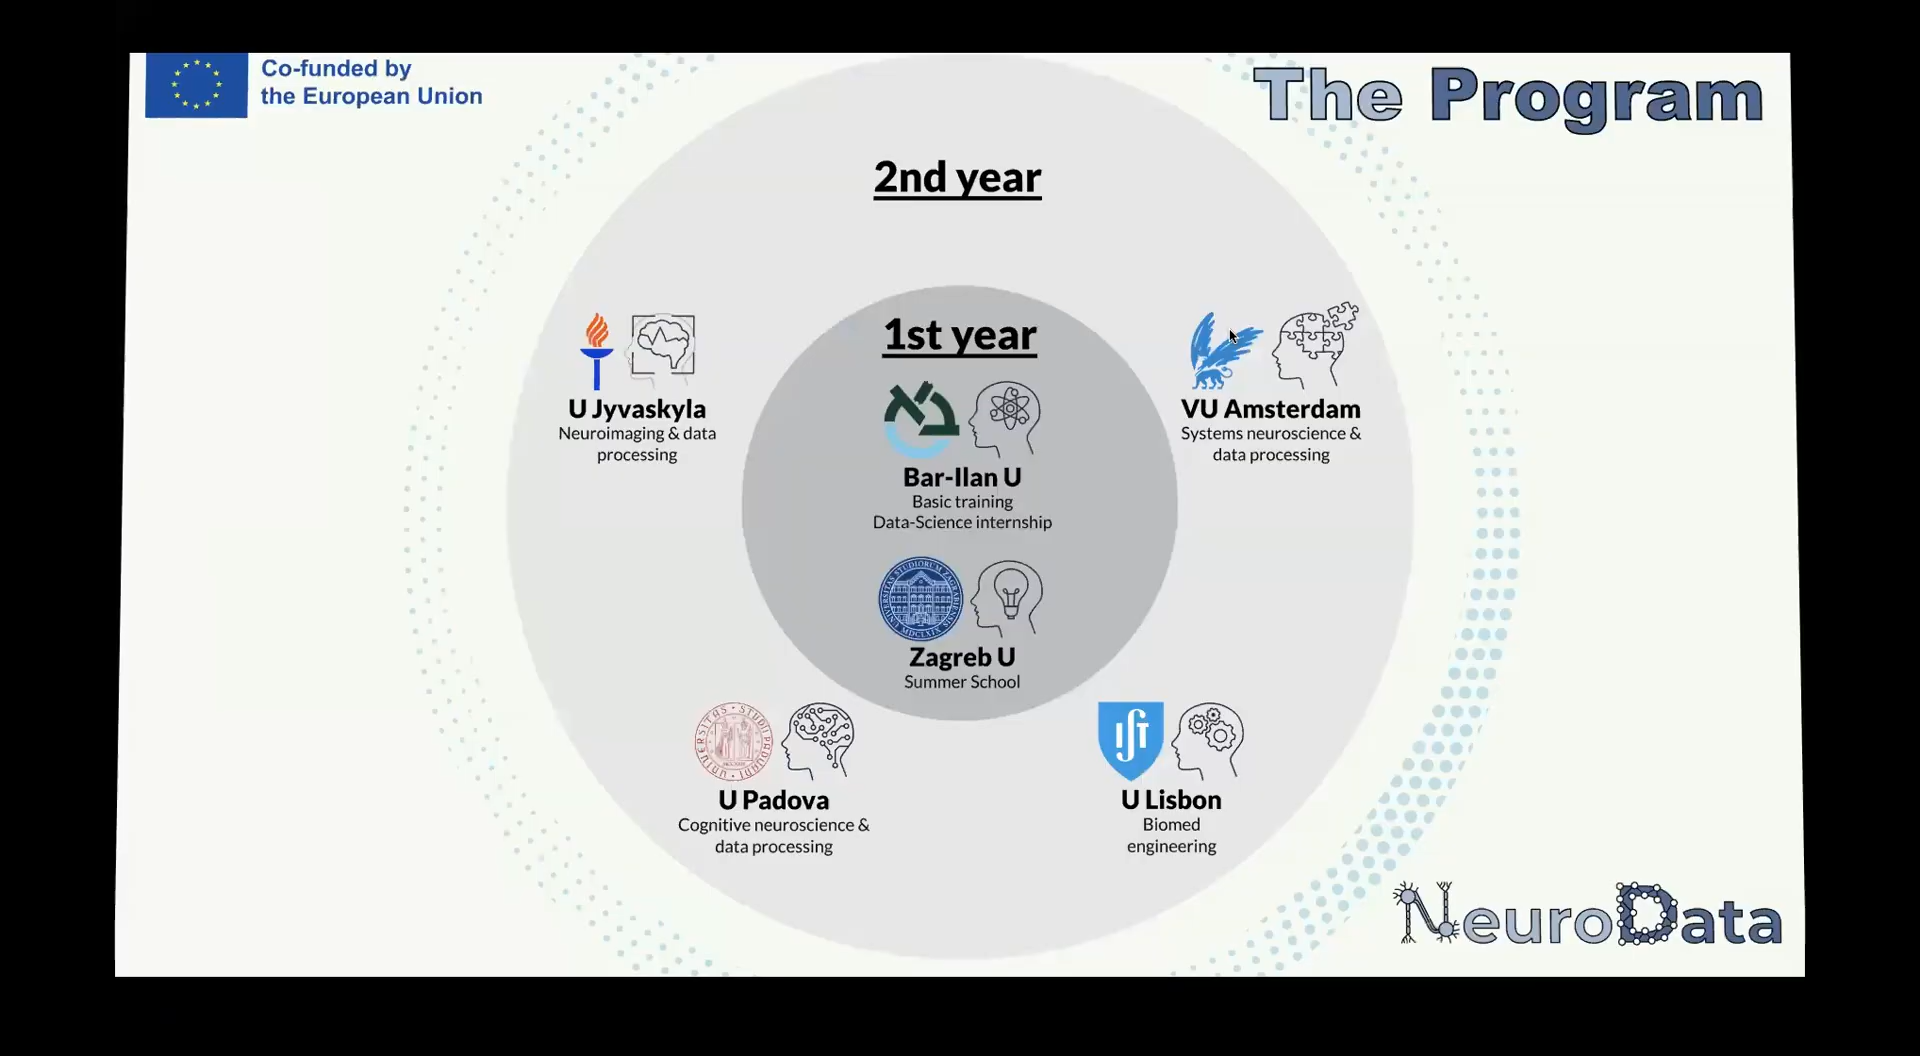 Co-funded by
the European Union
The Program
2nd year
1st year
U Jyvaskyla
Neuroimaging & data
processing
VU Amsterdam
Systems neuroscience &
data processing
Bar-Ilan U
Basic training
Data-Science internship
Zagreb U
Summer School
U Padova
Cognitive neuroscience &
data processing
U Lisbon
Biomed
engineering
NeuroData